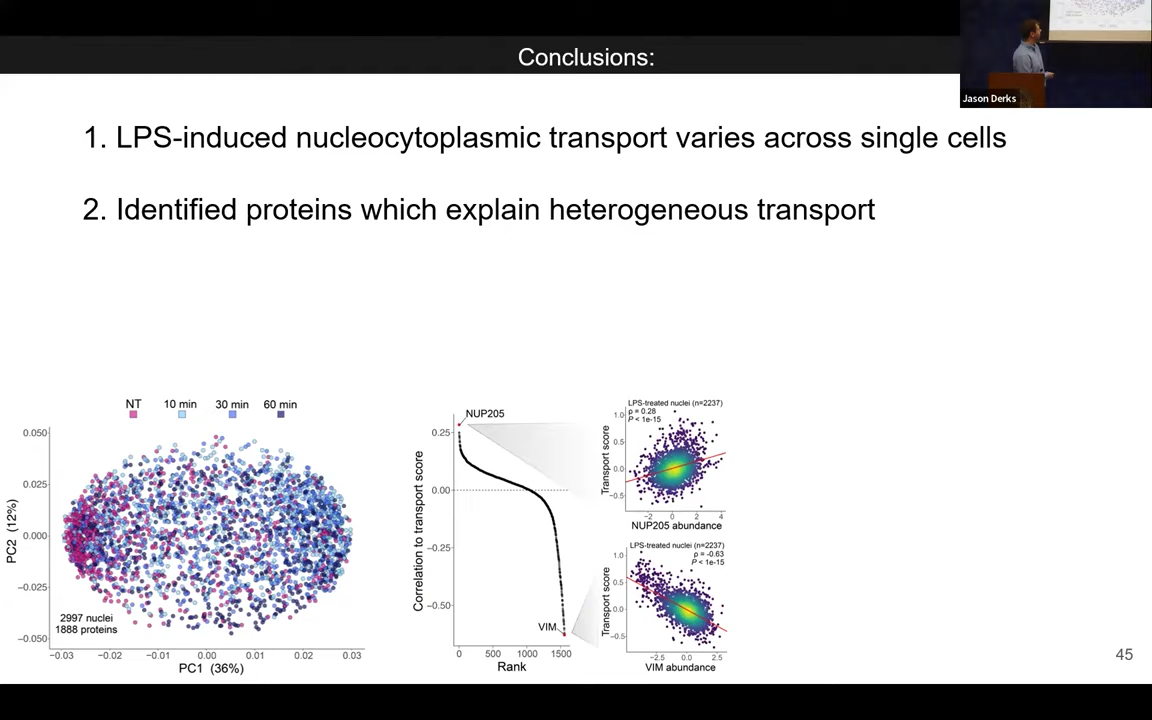 Conclusions:
Jason Derks
1. LPS-induced nucleocytoplasmic transport varies across single cells
2. Identified proteins which explain heterogeneous transport
NT 10 min 30 min 60 min
0.050
0.025
0.000
−0.025
−0.050
PC2 (12%)
2997 nuclei
1888 proteins
−0.03 −0.02 −0.01 0.00 0.01 0.02 0.03
PC1 (36%)
NUP205
0.25
0.00
−0.25
−0.50
Correlation to transport score
VIM
0 500 1000 1500
Rank
LPS-treated nuclei (n=2237)
ρ = 0.28
P < 1e-15
1.0
0.5
0.0
−0.5
Transport score
−2 0 2 4
NUP205 abundance
LPS-treated nuclei (n=2237)
ρ = -0.63
P < 1e-15
1.0
0.5
0.0
−0.5
Transport score
−2.5 0.0 2.5
VIM abundance
45